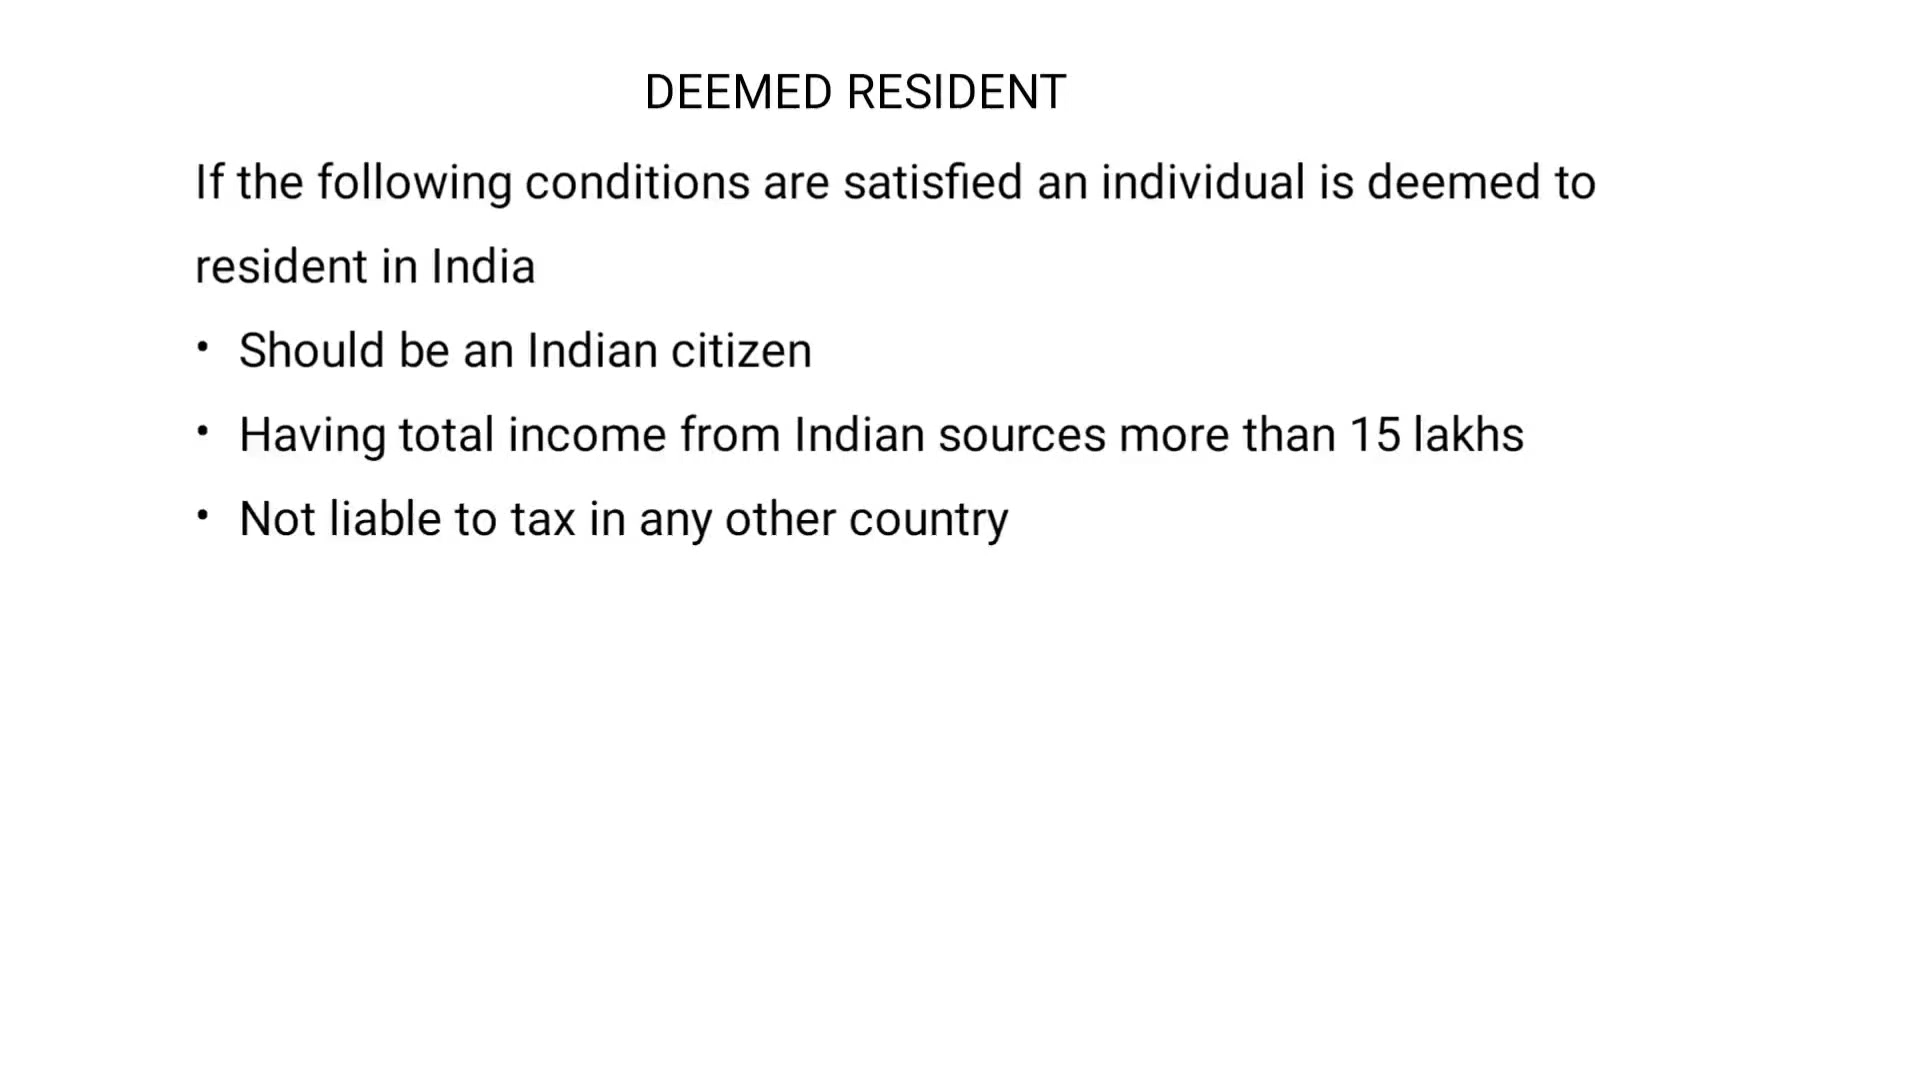 DEEMED RESIDENT
If the following conditions are satisfied an individual is deemed to
resident in India
• Should be an Indian citizen
• Having total income from Indian sources more than 15 lakhs
• Not liable to tax in any other country